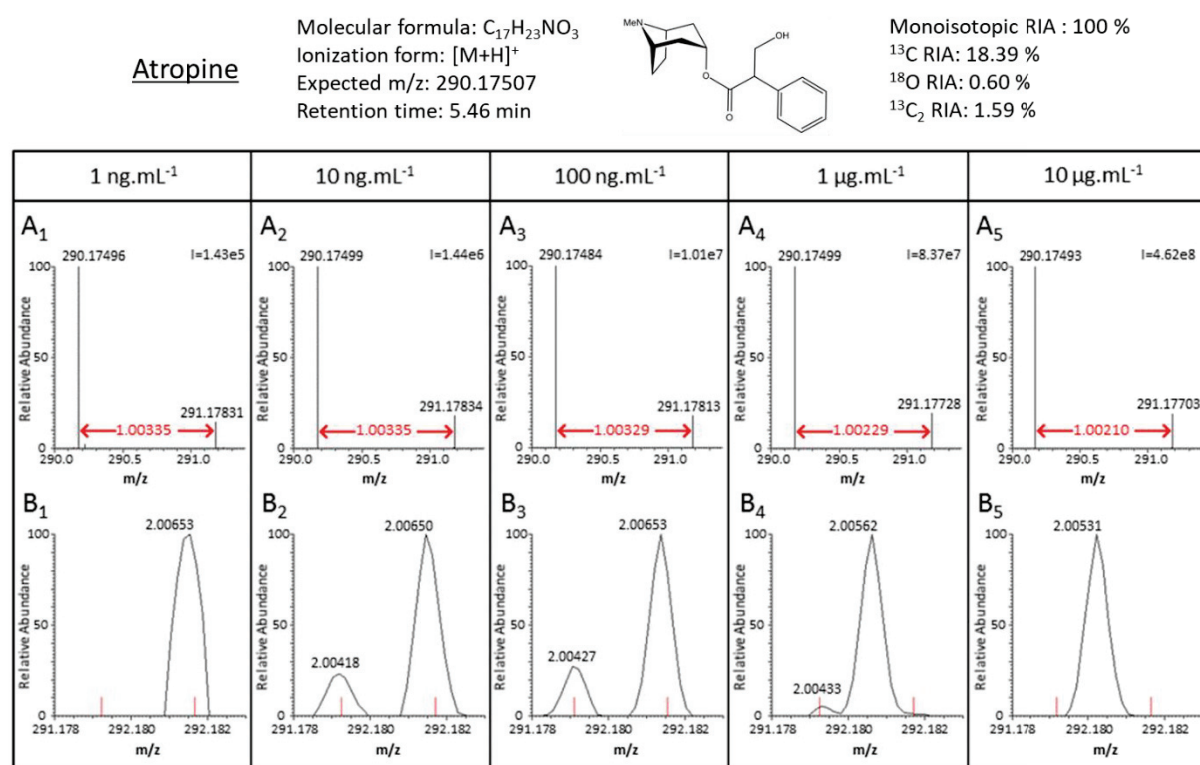 Atropine
Molecular formula: C₁₇H₂₃NO₃
Ionization form: [M+H]⁺
Expected m/z: 290.17507
Retention time: 5.46 min
MeN
OH
O
O
Monoisotopic RIA : 100 %
¹³C RIA: 18.39 %
¹⁸O RIA: 0.60 %
¹³C₂ RIA: 1.59 %
1 ng.mL⁻¹
10 ng.mL⁻¹
100 ng.mL⁻¹
1 µg.mL⁻¹
10 µg.mL⁻¹
A₁
290.17496
I=1.43e5
100
50
0
Relative Abundance
291.17831
1.00335
290.0 290.5 291.0
m/z
A₂
290.17499
I=1.44e6
100
50
0
Relative Abundance
291.17834
1.00335
290.0 290.5 291.0
m/z
A₃
290.17484
I=1.01e7
100
50
0
Relative Abundance
291.17813
1.00329
290.0 290.5 291.0
m/z
A₄
290.17499
I=8.37e7
100
50
0
Relative Abundance
291.17728
1.00229
290.0 290.5 291.0
m/z
A₅
290.17493
I=4.62e8
100
50
0
Relative Abundance
291.17703
1.00210
290.0 290.5 291.0
m/z
B₁
2.00653
100
50
0
Relative Abundance
291.178 292.180 292.182
m/z
B₂
2.00650
100
50
0
Relative Abundance
2.00418
291.178 292.180 292.182
m/z
B₃
2.00653
100
50
0
Relative Abundance
2.00427
291.178 292.180 292.182
m/z
B₄
2.00562
100
50
0
Relative Abundance
2.00433
291.178 292.180 292.182
m/z
B₅
2.00531
100
50
0
Relative Abundance
291.178 292.180 292.182
m/z